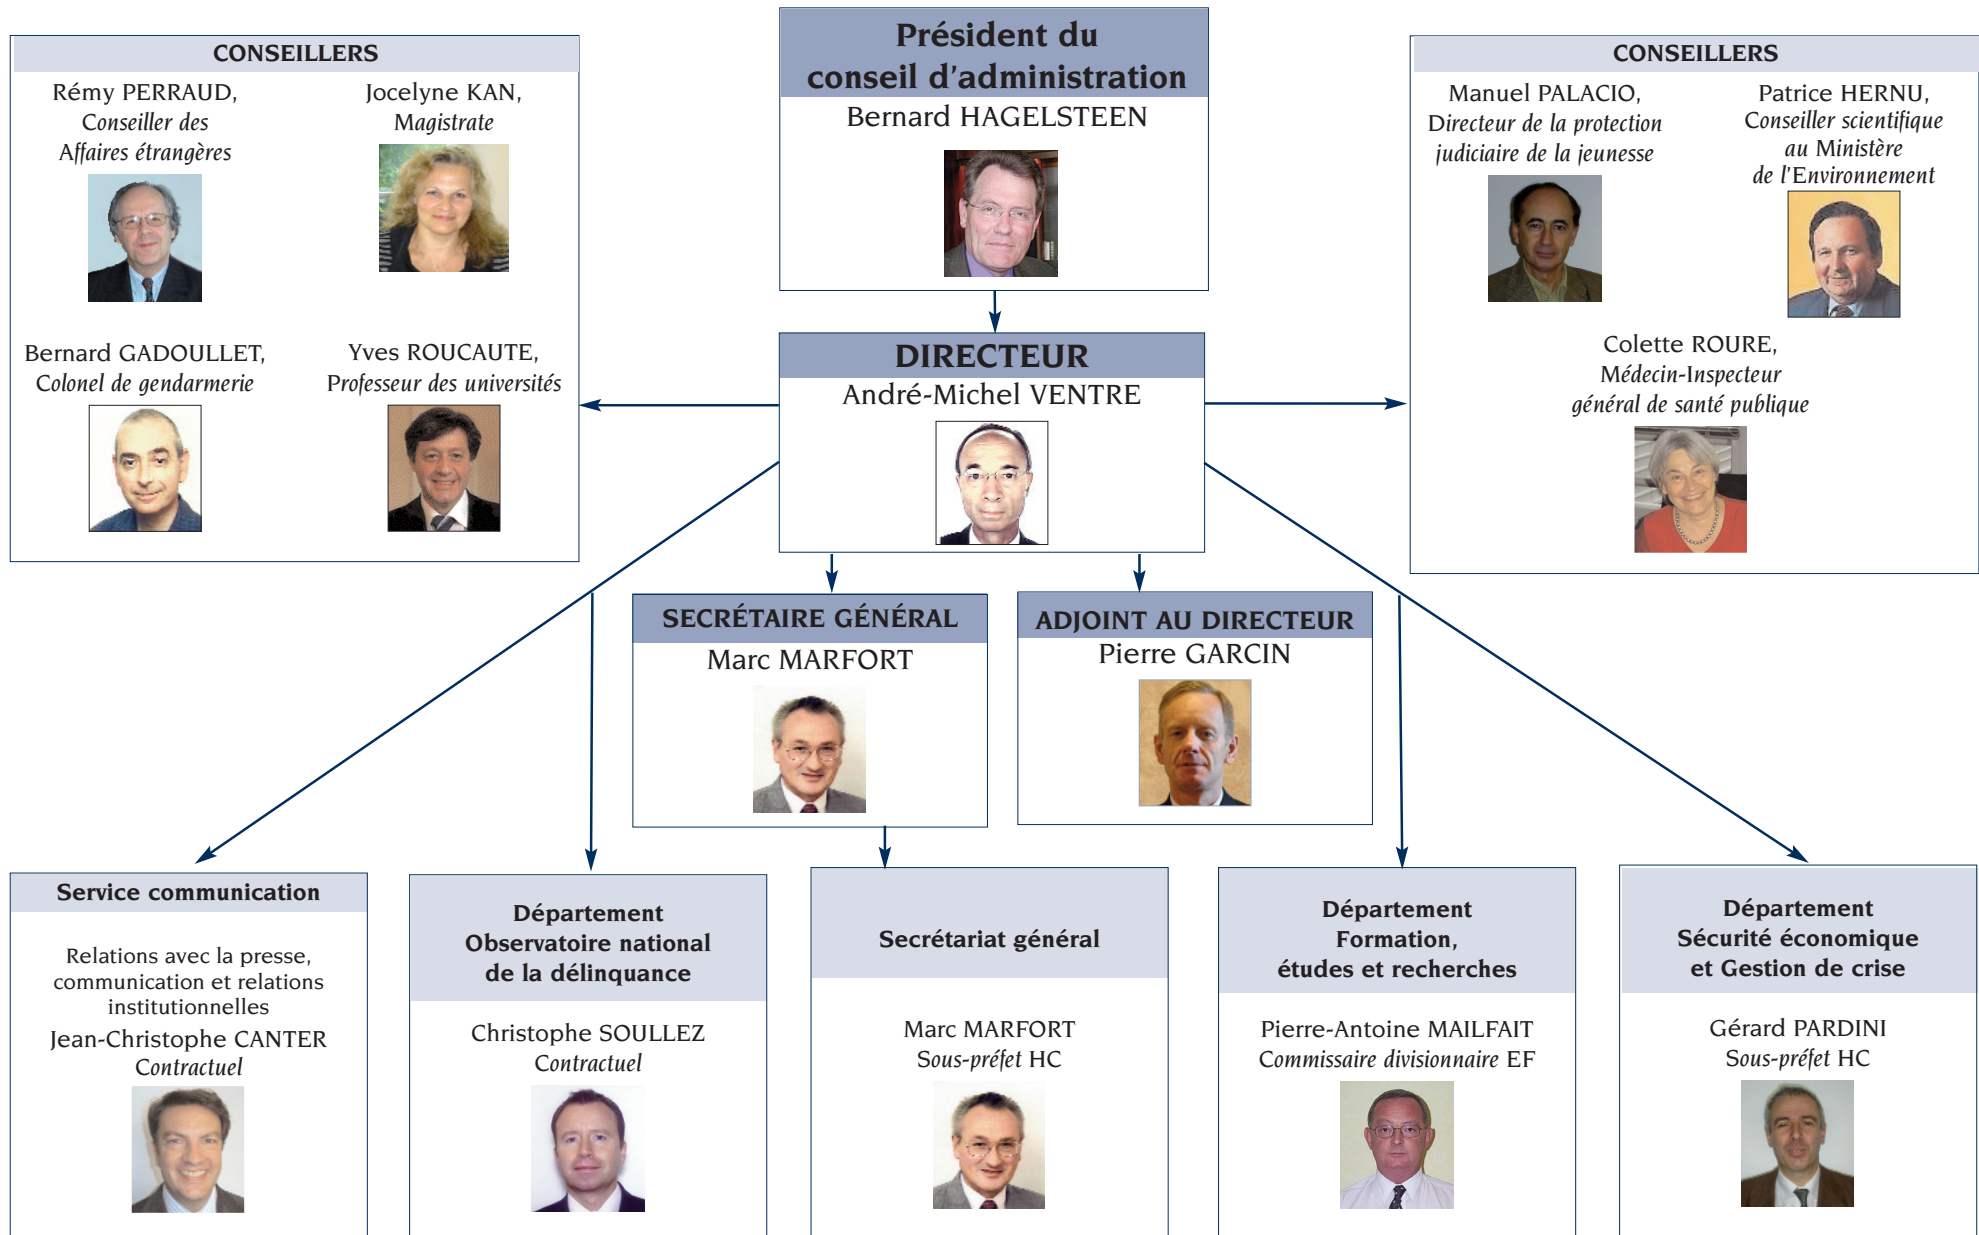 CONSEILLERS
Rémy PERRAUD,
Conseiller des
Affaires étrangères
Jocelyne KAN,
Magistrate
Bernard GADOULLET,
Colonel de gendarmerie
Yves ROUCAUTE,
Professeur des universités
Président du
conseil d'administration
Bernard HAGELSTEEN
CONSEILLERS
Manuel PALACIO,
Directeur de la protection
judiciaire de la jeunesse
Patrice HERNU,
Conseiller scientifique
au Ministère
de l'Environnement
Colette ROURE,
Médecin-Inspecteur
général de santé publique
DIRECTEUR
André-Michel VENTRE
SECRÉTAIRE GÉNÉRAL
Marc MARFORT
ADJOINT AU DIRECTEUR
Pierre GARCIN
Service communication
Relations avec la presse,
communication et relations
institutionnelles
Jean-Christophe CANTER
Contractuel
Département
Observatoire national
de la délinquance
Christophe SOULLEZ
Contractuel
Secrétariat général
Marc MARFORT
Sous-préfet HC
Département
Formation,
études et recherches
Pierre-Antoine MAILFAIT
Commissaire divisionnaire EF
Département
Sécurité économique
et Gestion de crise
Gérard PARDINI
Sous-préfet HC